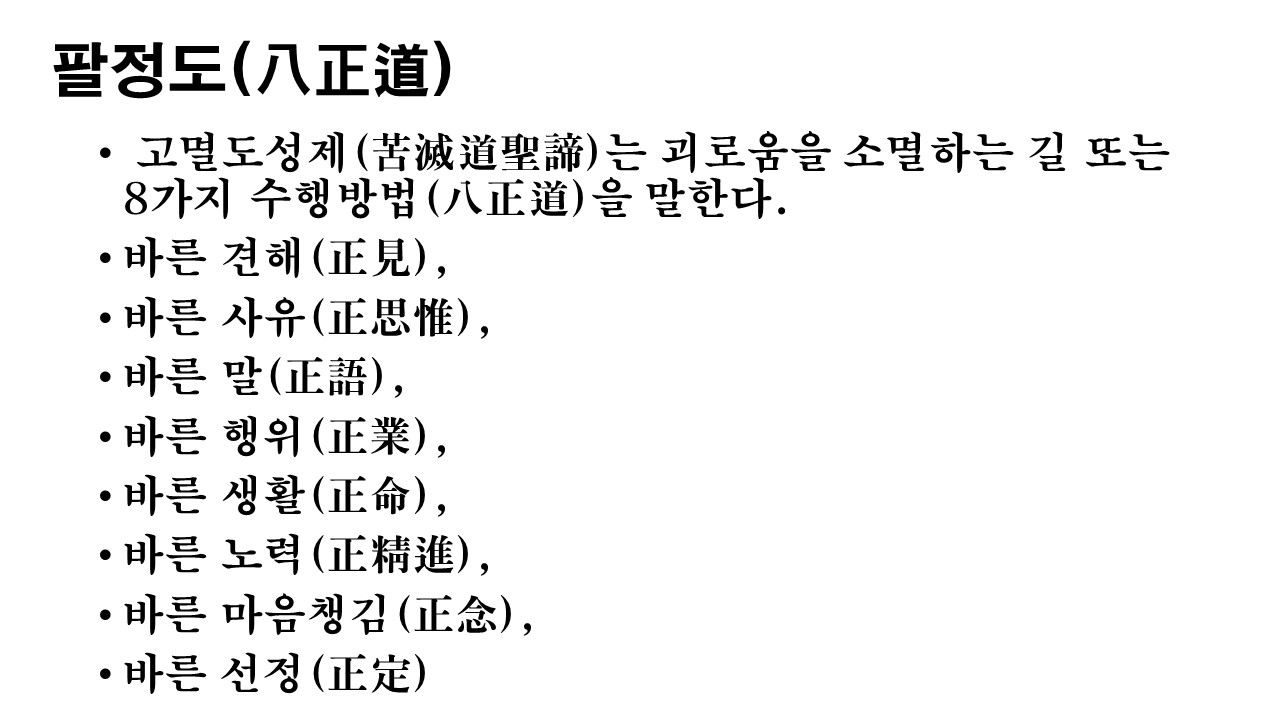 팔정도(八正道)
• 고멸도성제(苦滅道聖諦)는 괴로움을 소멸하는 길 또는
8가지 수행방법(八正道)을 말한다.
• 바른 견해(正見),
• 바른 사유(正思惟),
• 바른 말(正語),
• 바른 행위(正業),
• 바른 생활(正命),
• 바른 노력(正精進),
• 바른 마음챙김(正念),
• 바른 선정(正定)